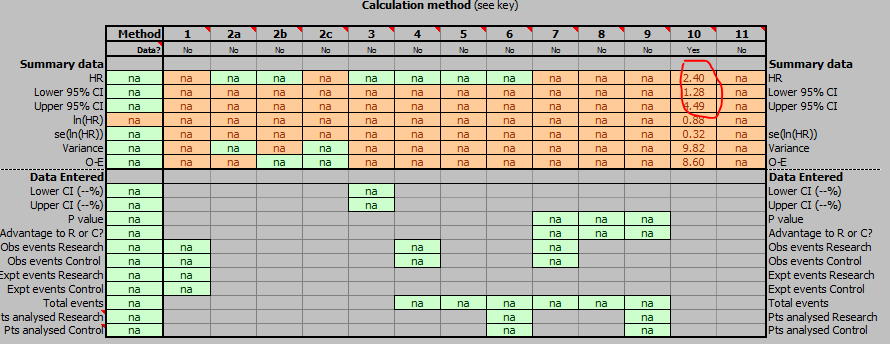 Calculation method (see key)
Method 1 2a 2b 2c 3 4 5 6 7 8 9 10 11
Data? No No No No No No No No No No No Yes No
Summary data Summary data
HR na na na na na na na na na na na na 2.40 na HR
Lower 95% CI na na na na na na na na na na na na 1.28 na Lower 95% CI
Upper 95% CI na na na na na na na na na na na na 4.49 na Upper 95% CI
ln(HR) na na na na na na na na na na na na 0.88 na
se(ln(HR)) na na na na na na na na na na na na 0.32 na se(ln(HR))
Variance na na na na na na na na na na na na 9.82 na Variance
O-E na na na na na na na na na na na na 8.60 na O-E
Data Entered Data Entered
Lower CI (--%) na na Lower CI (--%)
Upper CI (--%) na na Upper CI (--%)
P value na na na na P value
Advantage to R or C? na na na na Advantage to R or C?
Obs events Research na na na na Obs events Research
Obs events Control na na na na Obs events Control
Expt events Research na na Expt events Research
Expt events Control na na Expt events Control
Total events na na na na na na na Total events
ts analysed Research na na na Pts analysed Research
Pts analysed Control na na na Pts analysed Control